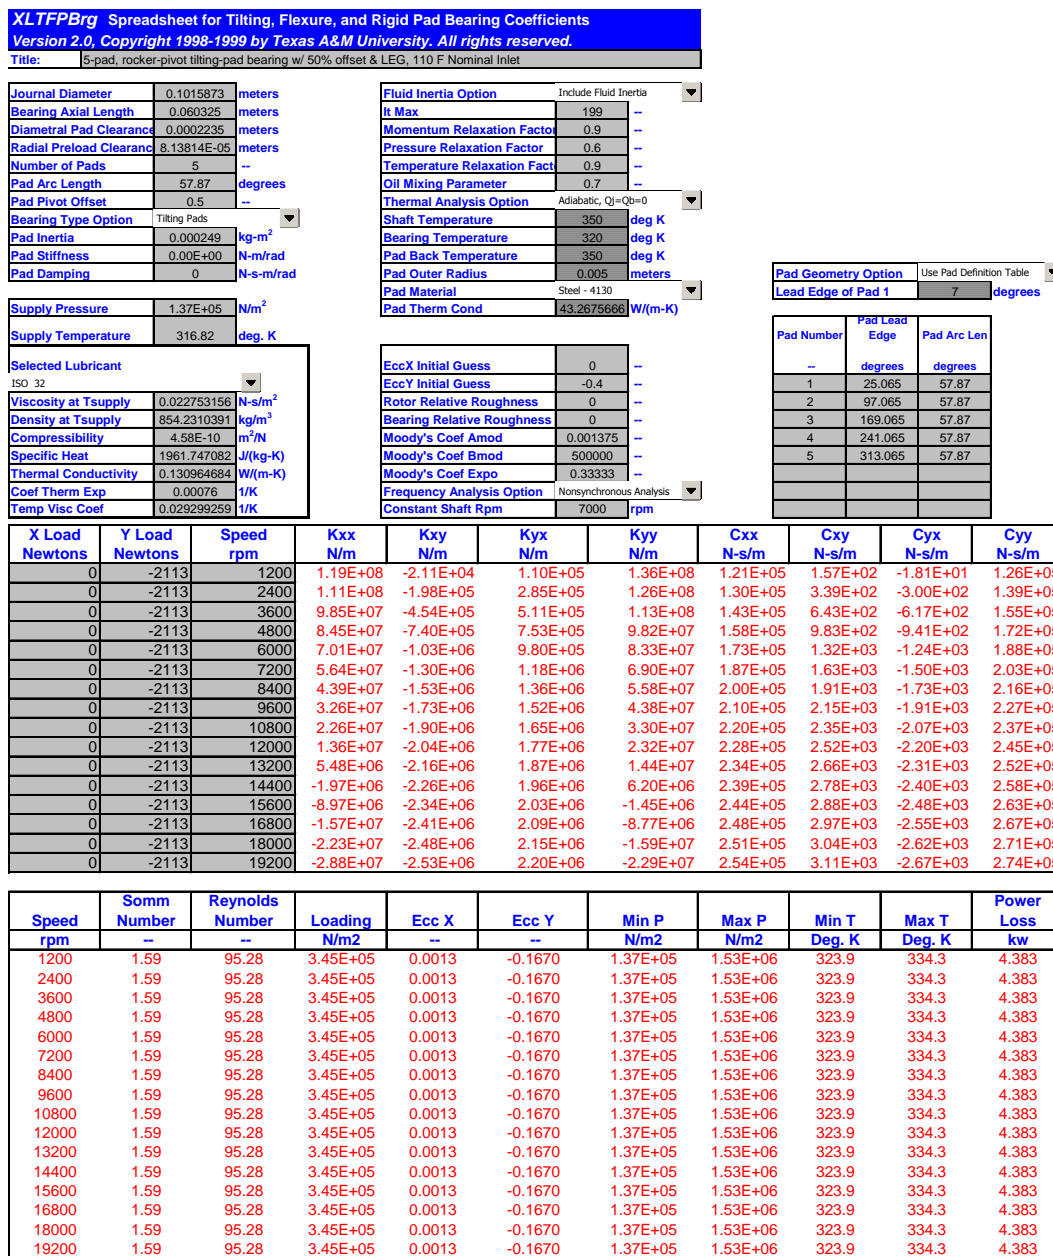 XLTFPBrg Spreadsheet for Tilting, Flexure, and Rigid Pad Bearing Coefficients
Version 2.0, Copyright 1998-1999 by Texas A&M University. All rights reserved.
Title: 5-pad, rocker-pivot tilting-pad bearing w/ 50% offset & LEG, 110 F Nominal Inlet
Journal Diameter 0.1015873 meters Fluid Inertia Option Include Fluid Inertia
Bearing Axial Length 0.060325 meters It Max 199 --
Diametral Pad Clearance 0.0002235 meters Momentum Relaxation Factor 0.9 --
Radial Preload Clearanc 8.13814E-05 meters Pressure Relaxation Factor 0.6 --
Number of Pads 5 -- Temperature Relaxation Fact 0.9 --
Pad Arc Length 57.87 degrees Oil Mixing Parameter 0.7 --
Pad Pivot Offset 0.5 -- Thermal Analysis Option Adiabatic, Qj=Qb=0
Bearing Type Option Tilting Pads Shaft Temperature 350 deg K
Pad Inertia 0.000249 kg-m2 Bearing Temperature 320 deg K
Pad Stiffness 0.00E+00 N-m/rad Pad Back Temperature 350 deg K
Pad Damping 0 N-s-m/rad Pad Outer Radius 0.005 meters Pad Geometry Option Use Pad Definition Table
Pad Material Steel - 4130 Lead Edge of Pad 1 7 degrees
Supply Pressure 1.37E+05 N/m2 Pad Therm Cond 43.2675666 W/(m-K)
Supply Temperature 316.82 deg. K Pad Number Pad Lead Edge Pad Arc Len
Selected Lubricant EccX Initial Guess 0 -- -- degrees degrees
ISO 32 EccY Initial Guess -0.4 -- 1 25.065 57.87
Viscosity at Tsupply 0.022753156 N-s/m2 Rotor Relative Roughness 0 -- 2 97.065 57.87
Density at Tsupply 854.2310391 kg/m3 Bearing Relative Roughness 0 -- 3 169.065 57.87
Compressibility 4.58E-10 m2/N Moody's Coef Amod 0.001375 -- 4 241.065 57.87
Specific Heat 1961.747082 J/(kg-K) Moody's Coef Bmod 500000 -- 5 313.065 57.87
Thermal Conductivity 0.130964684 W/(m-K) Moody's Coef Expo 0.33333 --
Coef Therm Exp 0.00076 1/K Frequency Analysis Option Nonsynchronous Analysis
Temp Visc Coef 0.029299259 1/K Constant Shaft Rpm 7000 rpm
X Load Y Load Speed Kxx Kxy Kyx Kyy Cxx Cxy Cyx Cyy
Newtons Newtons rpm N/m N/m N/m N/m N-s/m N-s/m N-s/m N-s/m
0 -2113 1200 1.19E+08 -2.11E+04 1.10E+05 1.36E+08 1.21E+05 1.57E+02 -1.81E+01 1.26E+05
0 -2113 2400 1.11E+08 -1.98E+05 2.85E+05 1.26E+08 1.30E+05 3.39E+02 -3.00E+02 1.39E+05
0 -2113 3600 9.85E+07 -4.54E+05 5.11E+05 1.13E+08 1.43E+05 6.43E+02 -6.17E+02 1.55E+05
0 -2113 4800 8.45E+07 -7.40E+05 7.53E+05 9.82E+07 1.58E+05 9.83E+02 -9.41E+02 1.72E+05
0 -2113 6000 7.01E+07 -1.03E+06 9.80E+05 8.33E+07 1.73E+05 1.32E+03 -1.24E+03 1.88E+05
0 -2113 7200 5.64E+07 -1.30E+06 1.18E+06 6.90E+07 1.87E+05 1.63E+03 -1.50E+03 2.03E+05
0 -2113 8400 4.39E+07 -1.53E+06 1.36E+06 5.58E+07 2.00E+05 1.91E+03 -1.73E+03 2.16E+05
0 -2113 9600 3.26E+07 -1.73E+06 1.52E+06 4.38E+07 2.10E+05 2.15E+03 -1.91E+03 2.27E+05
0 -2113 10800 2.26E+07 -1.90E+06 1.65E+06 3.30E+07 2.20E+05 2.35E+03 -2.07E+03 2.37E+05
0 -2113 12000 1.36E+07 -2.04E+06 1.77E+06 2.32E+07 2.28E+05 2.52E+03 -2.20E+03 2.45E+05
0 -2113 13200 5.48E+06 -2.16E+06 1.87E+06 1.44E+07 2.34E+05 2.66E+03 -2.31E+03 2.52E+05
0 -2113 14400 -1.97E+06 -2.26E+06 1.96E+06 6.20E+06 2.39E+05 2.78E+03 -2.40E+03 2.58E+05
0 -2113 15600 -8.97E+06 -2.34E+06 2.03E+06 -1.45E+06 2.44E+05 2.88E+03 -2.48E+03 2.63E+05
0 -2113 16800 -1.57E+07 -2.41E+06 2.09E+06 -8.77E+06 2.48E+05 2.97E+03 -2.55E+03 2.67E+05
0 -2113 18000 -2.23E+07 -2.48E+06 2.15E+06 -1.59E+07 2.51E+05 3.04E+03 -2.62E+03 2.71E+05
0 -2113 19200 -2.88E+07 -2.53E+06 2.20E+06 -2.29E+07 2.54E+05 3.11E+03 -2.67E+03 2.74E+05
Somm Reynolds Power
Speed Number Number Loading Ecc X Ecc Y Min P Max P Min T Max T Loss
rpm -- -- N/m2 -- -- N/m2 N/m2 Deg. K Deg. K kw
1200 1.59 95.28 3.45E+05 0.0013 -0.1670 1.37E+05 1.53E+06 323.9 334.3 4.383
2400 1.59 95.28 3.45E+05 0.0013 -0.1670 1.37E+05 1.53E+06 323.9 334.3 4.383
3600 1.59 95.28 3.45E+05 0.0013 -0.1670 1.37E+05 1.53E+06 323.9 334.3 4.383
4800 1.59 95.28 3.45E+05 0.0013 -0.1670 1.37E+05 1.53E+06 323.9 334.3 4.383
6000 1.59 95.28 3.45E+05 0.0013 -0.1670 1.37E+05 1.53E+06 323.9 334.3 4.383
7200 1.59 95.28 3.45E+05 0.0013 -0.1670 1.37E+05 1.53E+06 323.9 334.3 4.383
8400 1.59 95.28 3.45E+05 0.0013 -0.1670 1.37E+05 1.53E+06 323.9 334.3 4.383
9600 1.59 95.28 3.45E+05 0.0013 -0.1670 1.37E+05 1.53E+06 323.9 334.3 4.383
10800 1.59 95.28 3.45E+05 0.0013 -0.1670 1.37E+05 1.53E+06 323.9 334.3 4.383
12000 1.59 95.28 3.45E+05 0.0013 -0.1670 1.37E+05 1.53E+06 323.9 334.3 4.383
13200 1.59 95.28 3.45E+05 0.0013 -0.1670 1.37E+05 1.53E+06 323.9 334.3 4.383
14400 1.59 95.28 3.45E+05 0.0013 -0.1670 1.37E+05 1.53E+06 323.9 334.3 4.383
15600 1.59 95.28 3.45E+05 0.0013 -0.1670 1.37E+05 1.53E+06 323.9 334.3 4.383
16800 1.59 95.28 3.45E+05 0.0013 -0.1670 1.37E+05 1.53E+06 323.9 334.3 4.383
18000 1.59 95.28 3.45E+05 0.0013 -0.1670 1.37E+05 1.53E+06 323.9 334.3 4.383
19200 1.59 95.28 3.45E+05 0.0013 -0.1670 1.37E+05 1.53E+06 323.9 334.3 4.383